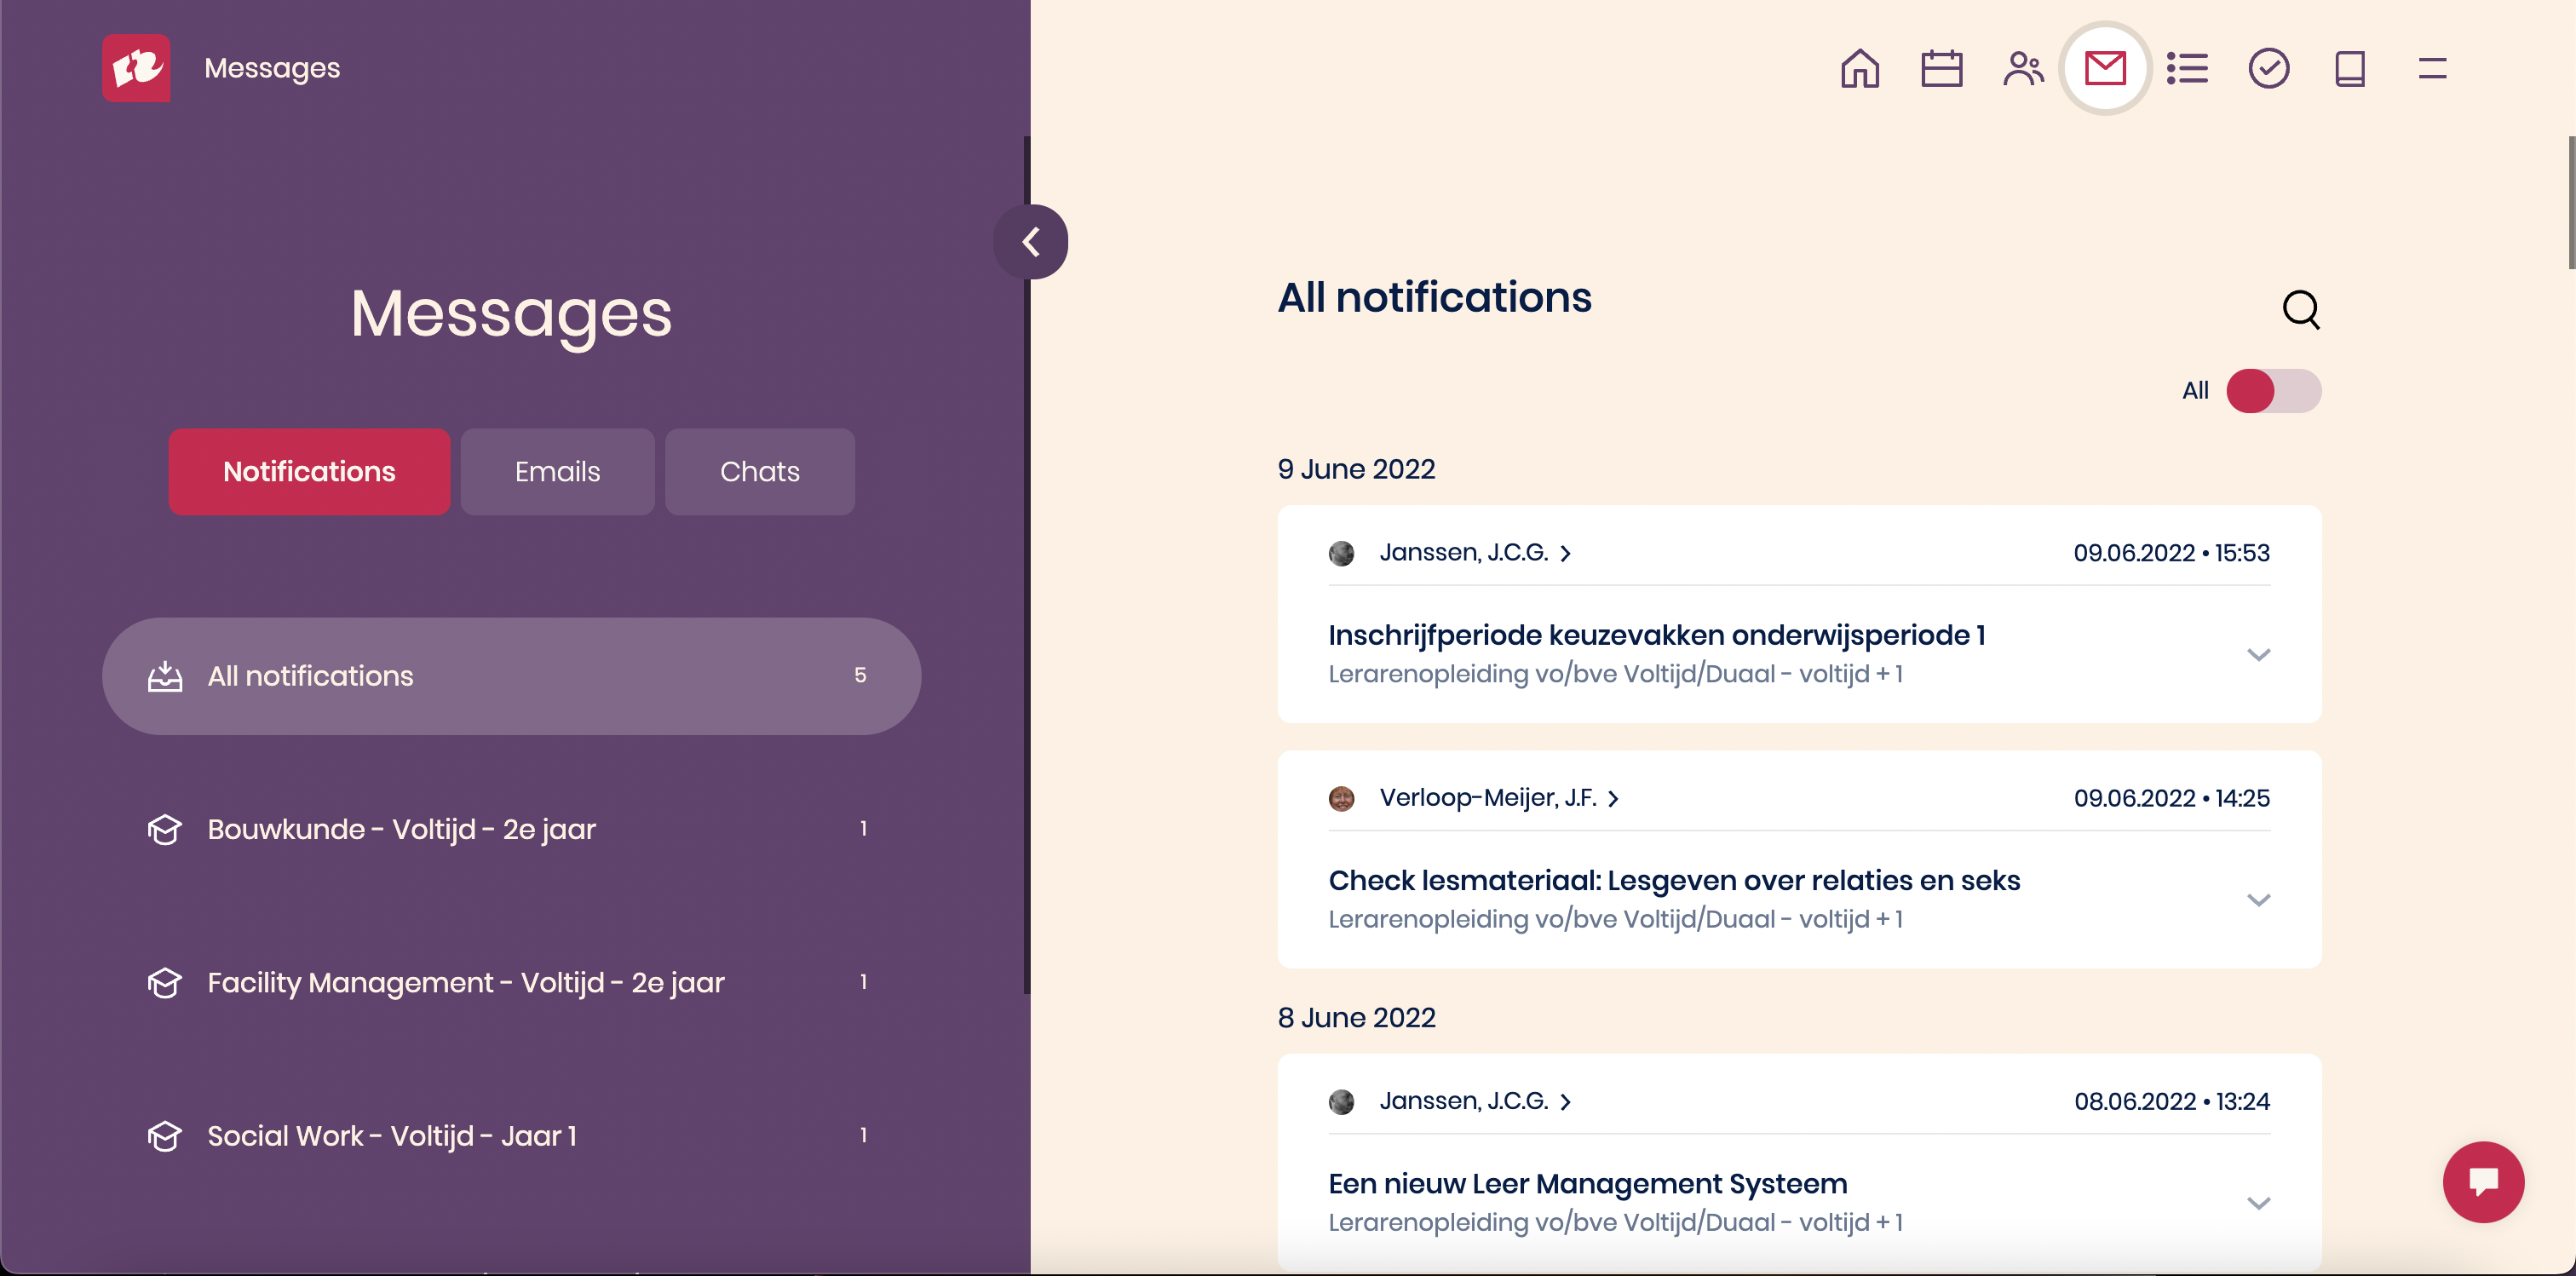 Messages
Messages
Notifications
Emails
Chats
All notifications
5
Bouwkunde - Voltijd - 2e jaar
1
Facility Management - Voltijd - 2e jaar
1
Social Work - Voltijd - Jaar 1
1
All notifications
All
9 June 2022
Janssen, J.C.G.
09.06.2022 • 15:53
Inschrijfperiode keuzevakken onderwijsperiode 1
Lerarenopleiding vo/bve Voltijd/Duaal - voltijd + 1
Verloop-Meijer, J.F.
09.06.2022 • 14:25
Check lesmateriaal: Lesgeven over relaties en seks
Lerarenopleiding vo/bve Voltijd/Duaal - voltijd + 1
8 June 2022
Janssen, J.C.G.
08.06.2022 • 13:24
Een nieuw Leer Management Systeem
Lerarenopleiding vo/bve Voltijd/Duaal - voltijd + 1